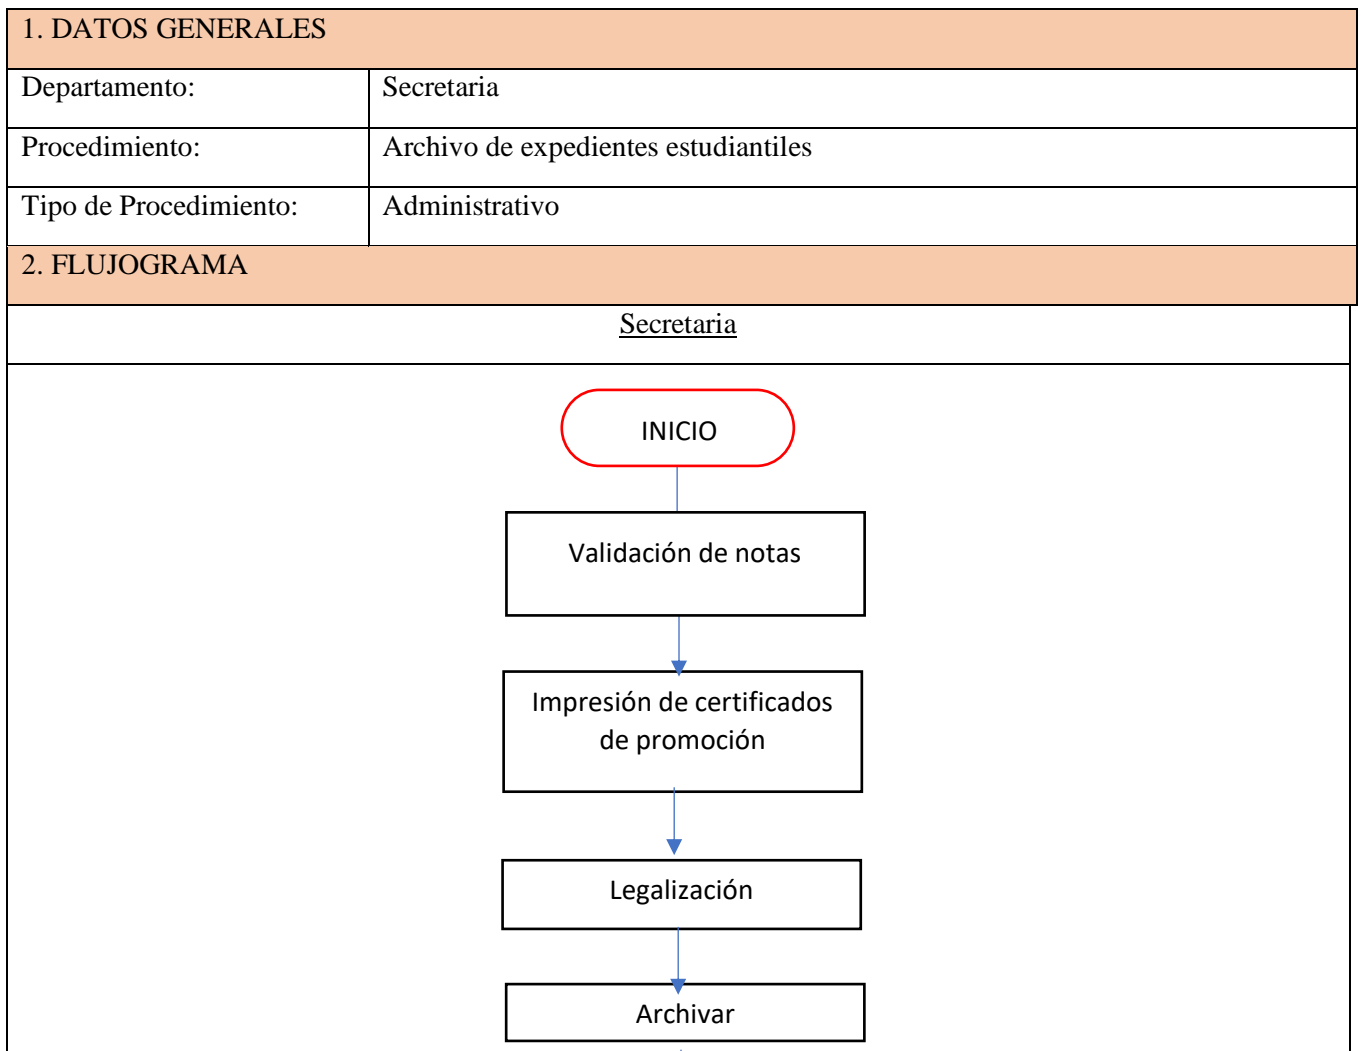 1. DATOS GENERALES
Departamento: Secretaria
Procedimiento: Archivo de expedientes estudiantiles
Tipo de Procedimiento: Administrativo
2. FLUJOGRAMA
Secretaria
INICIO
Validación de notas
Impresión de certificados
de promoción
Legalización
Archivar